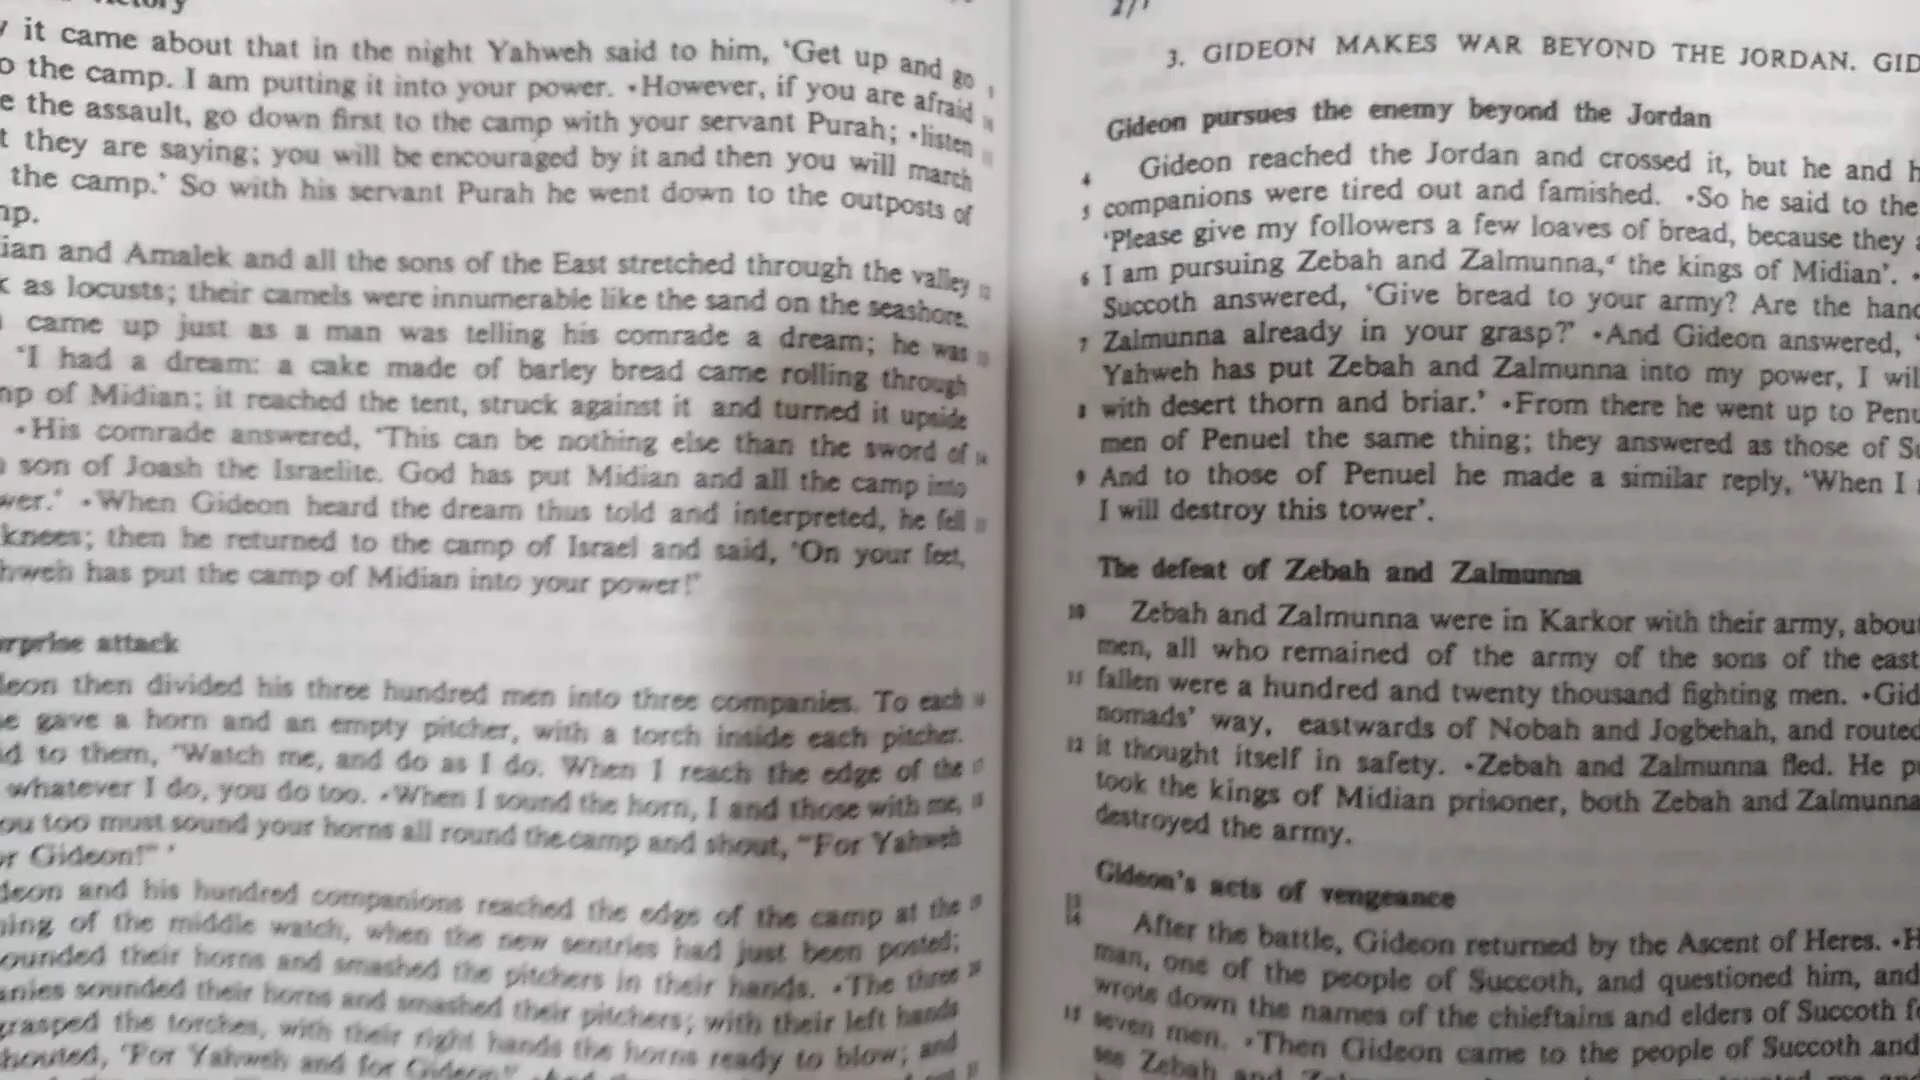 it came about that in the night Yahweh said to him, 'Get up and go
the camp. I am putting it into your power. •However, if you are afraid
the assault, go down first to the camp with your servant Purah; •listen
they are saying; you will be encouraged by it and then you will march
the camp.' So with his servant Purah he went down to the outposts of
mp.
ian and Amalek and all the sons of the East stretched through the valley
as locusts; their camels were innumerable like the sand on the seashore.
came up just as a man was telling his comrade a dream; he was
'I had a dream: a cake made of barley bread came rolling through
mp of Midian; it reached the tent, struck against it and turned it upside
•His comrade answered, 'This can be nothing else than the sword of
son of Joash the Israelite. God has put Midian and all the camp into
wer.' •When Gideon heard the dream thus told and interpreted, he fell
knees; then he returned to the camp of Israel and said, 'On your feet,
hweh has put the camp of Midian into your power!'
urprise attack
deon then divided his three hundred men into three companies. To each
gave a horn and an empty pitcher, with a torch inside each pitcher.
to them, 'Watch me, and do as I do. When I reach the edge of the
whatever I do, you do too. •When I sound the horn, I and those with me,
ou too must sound your horns all round the camp and shout, "For Yahweh
Gideon!" '
deon and his hundred companions reached the edge of the camp at the
ning of the middle watch, when the new sentries had just been posted;
ounded their horns and smashed the pitchers in their hands. •The three
anies sounded their horns and smashed their pitchers; with their left hands
grasped the torches, with their right hands the horns ready to blow; and
houted, 'For Yahweh and for Gideon!'
3. GIDEON MAKES WAR BEYOND THE JORDAN. GID
Gideon pursues the enemy beyond the Jordan
4 Gideon reached the Jordan and crossed it, but he and h
5 companions were tired out and famished. •So he said to the
'Please give my followers a few loaves of bread, because they
6 I am pursuing Zebah and Zalmunna,ᵃ the kings of Midian'. •
Succoth answered, 'Give bread to your army? Are the hand
7 Zalmunna already in your grasp?' •And Gideon answered, '
Yahweh has put Zebah and Zalmunna into my power, I wil
8 with desert thorn and briar.' •From there he went up to Penu
men of Penuel the same thing; they answered as those of Su
9 And to those of Penuel he made a similar reply, 'When I
I will destroy this tower'.
The defeat of Zebah and Zalmunna
10 Zebah and Zalmunna were in Karkor with their army, about
men, all who remained of the army of the sons of the east
11 fallen were a hundred and twenty thousand fighting men. •Gid
nomads' way, eastwards of Nobah and Jogbehah, and routed
12 it thought itself in safety. •Zebah and Zalmunna fled. He p
took the kings of Midian prisoner, both Zebah and Zalmunna
destroyed the army.
Gideon's acts of vengeance
13
14 After the battle, Gideon returned by the Ascent of Heres. •H
man, one of the people of Succoth, and questioned him, and
wrote down the names of the chieftains and elders of Succoth f
15 seven men. •Then Gideon came to the people of Succoth and
Zebah and